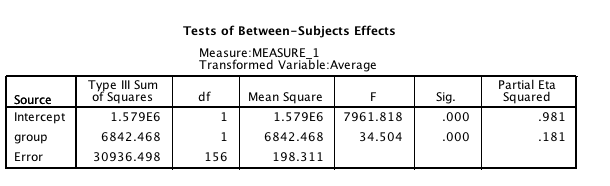 Tests of Between-Subjects Effects
Measure:MEASURE_1
Transformed Variable:Average
Source Type III Sum of Squares df Mean Square F Sig. Partial Eta Squared
Intercept 1.579E6 1 1.579E6 7961.818 .000 .981
group 6842.468 1 6842.468 34.504 .000 .181
Error 30936.498 156 198.311